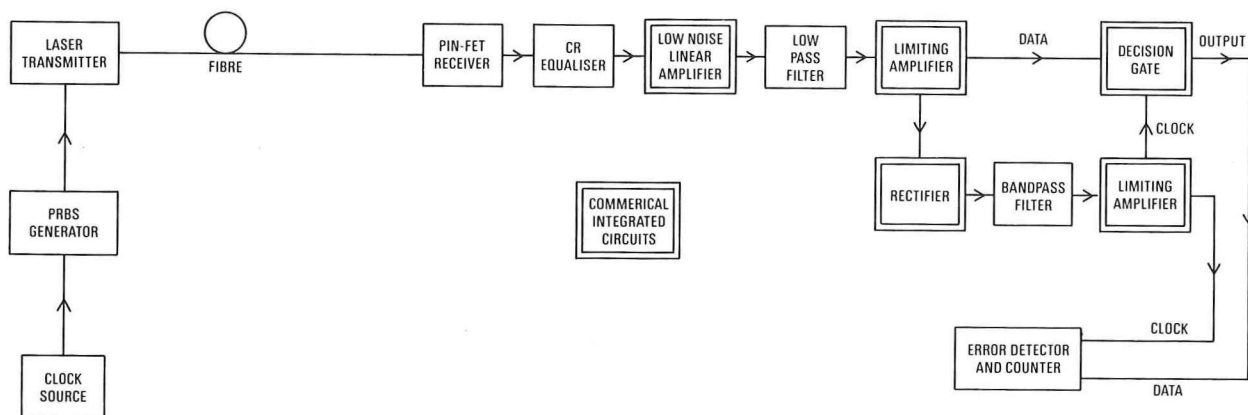 LASER
TRANSMITTER
FIBRE
PIN-FET
RECEIVER
CR
EQUALISER
LOW NOISE
LINEAR
AMPLIFIER
LOW
PASS
FILTER
LIMITING
AMPLIFIER
DATA
DECISION
GATE
OUTPUT
CLOCK
PRBS
GENERATOR
COMMERICAL
INTEGRATED
CIRCUITS
RECTIFIER
BANDPASS
FILTER
LIMITING
AMPLIFIER
CLOCK
SOURCE
ERROR DETECTOR
AND COUNTER
CLOCK
DATA